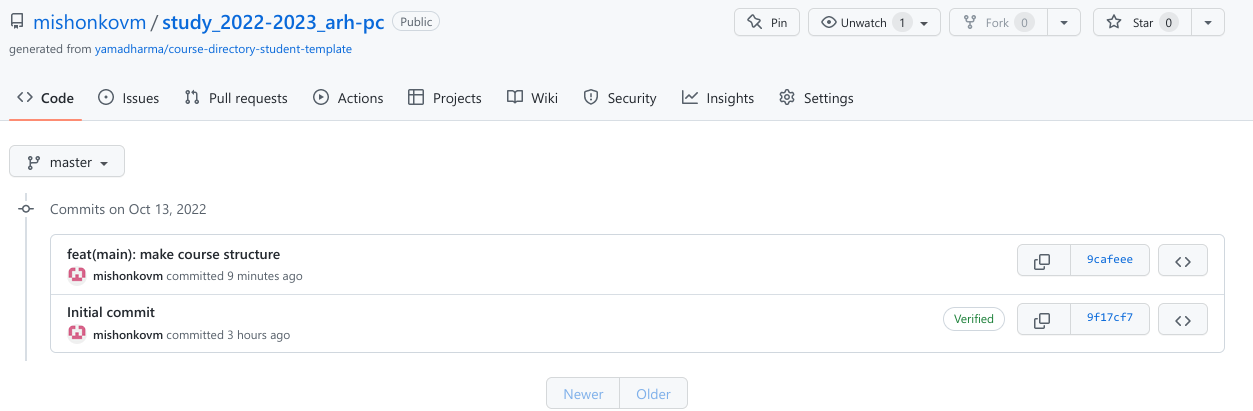 mishonkovm / study_2022-2023_arh-pc Public Pin Unwatch 1 Fork 0 Star 0
generated from yamadharma/course-directory-student-template
Code Issues Pull requests Actions Projects Wiki Security Insights Settings
master
Commits on Oct 13, 2022
feat(main): make course structure
mishonkovm committed 9 minutes ago 9cafeee
Initial commit
mishonkovm committed 3 hours ago Verified 9f17cf7
Newer Older